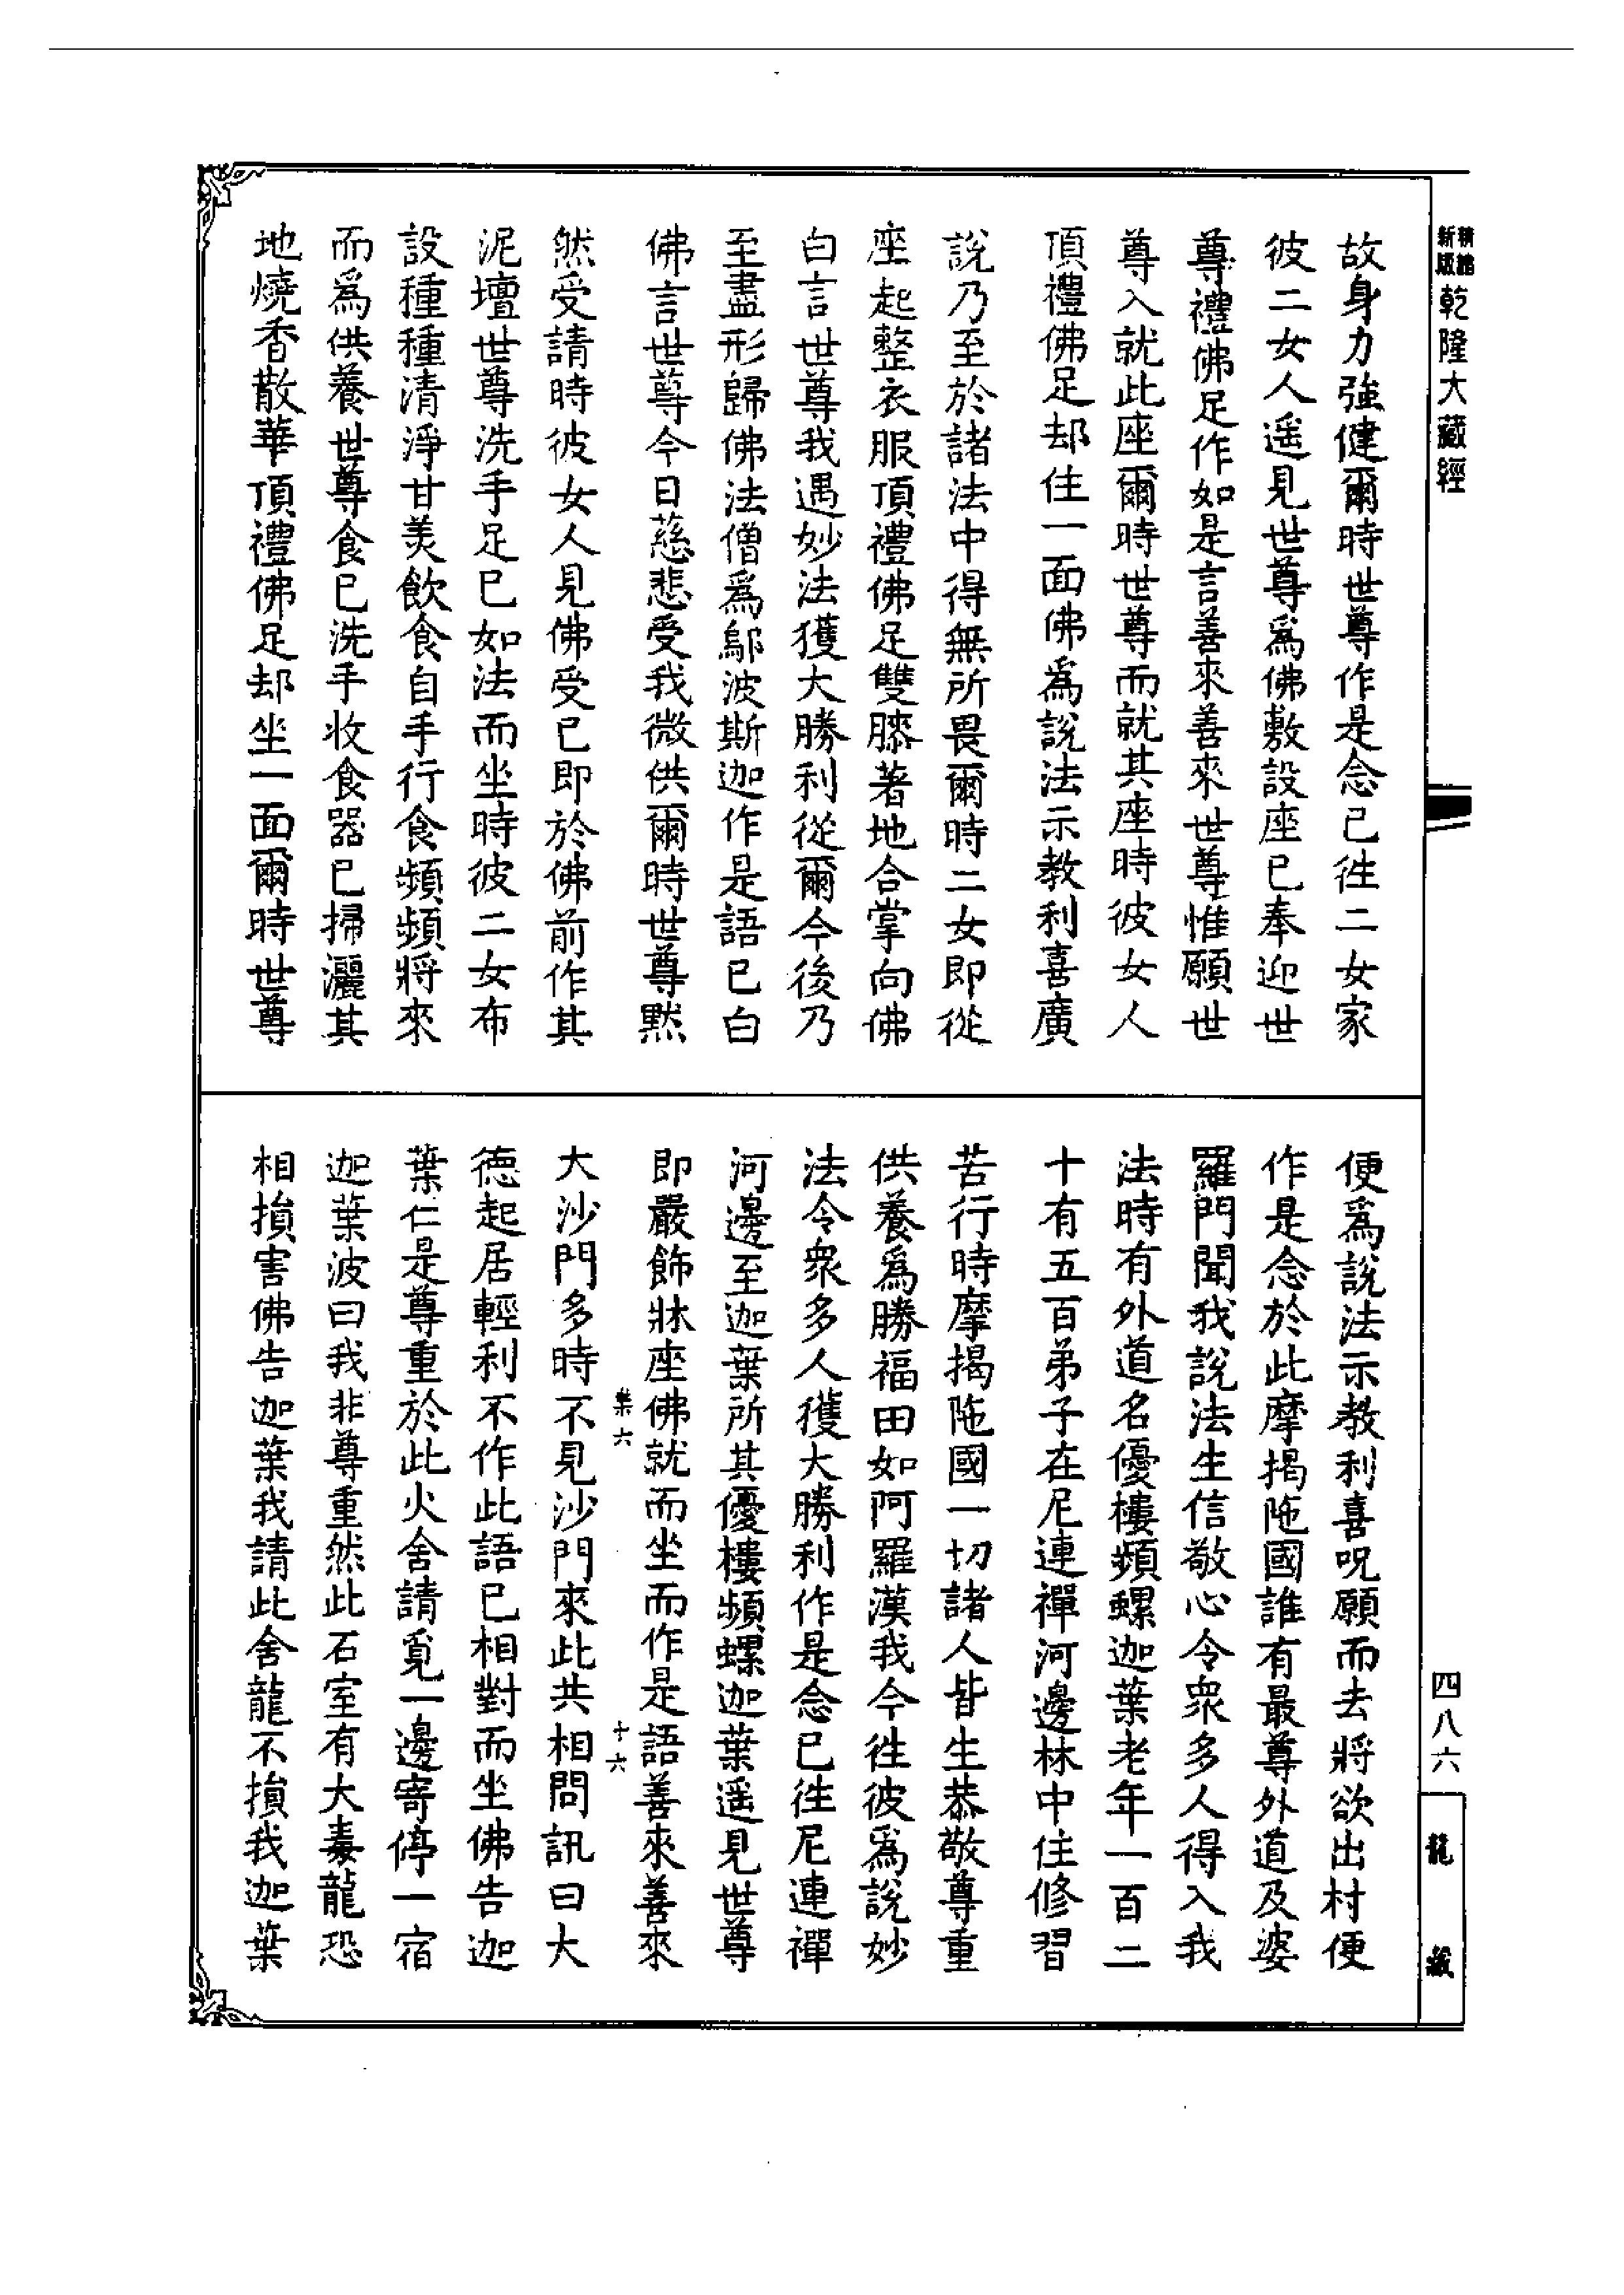 精縮
新版
乾隆大藏經
故身力強健爾時世尊作是念已往二女家
彼二女人遥見世尊爲佛敷設座已奉迎世
尊禮佛足作如是言善來善來世尊惟願世
尊入就此座爾時世尊而就其座時彼女人
頂禮佛足却住一面佛爲說法示教利喜廣
說乃至於諸法中得無所畏爾時二女即從
座起整衣服頂禮佛足雙膝著地合掌向佛
白言世尊我遇妙法獲大勝利從爾今後乃
至盡形歸佛法僧爲鄔波斯迦作是語已白
佛言世尊今日慈悲受我微供爾時世尊黙
然受請時彼女人見佛受已即於佛前作其
泥壇世尊洗手足已如法而坐時彼二女布
設種種清淨甘美飲食自手行食頻頻將來
而爲供養世尊食已洗手收食器已掃灑其
地燒香散華頂禮佛足却坐一面爾時世尊
便爲說法示教利喜呪願而去將欲出村便
作是念於此摩揭陁國誰有最尊外道及婆
羅門聞我說法生信敬心令衆多人得入我
法時有外道名優樓頻螺迦葉老年一百二
十有五百弟子在尼連禪河邊林中住修習
苦行時摩揭陁國一切諸人皆生恭敬尊重
供養爲勝福田如阿羅漢我今往彼爲說妙
法令衆多人獲大勝利作是念已往尼連禪
河邊至迦葉所其優樓頻螺迦葉遥見世尊
即嚴飾牀座佛就而坐而作是語善來善來
集六 十六
大沙門多時不見沙門來此共相問訊曰大
德起居輕利不作此語已相對而坐佛告迦
葉仁是尊重於此火舍請覓一邊寄停一宿
迦葉波曰我非尊重然此石室有大毒龍恐
相損害佛告迦葉我請此舍龍不損我迦葉
四八六
龍藏